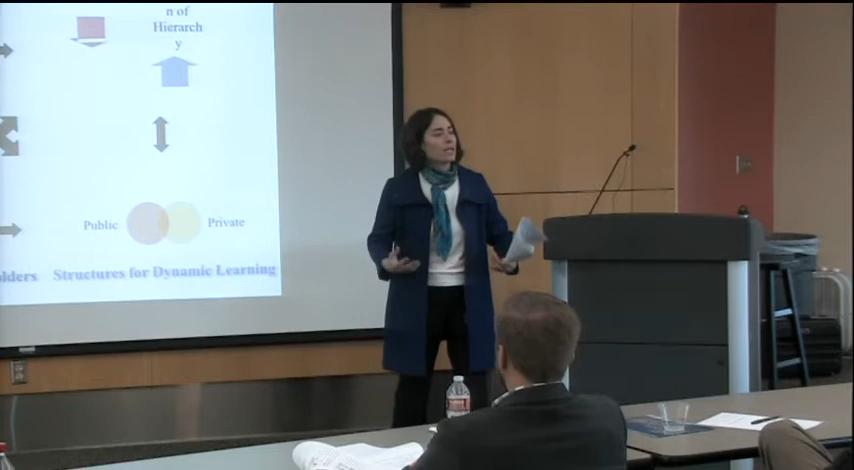 n of
Hierarch
y
Public
Private
olders
Structures for Dynamic Learning